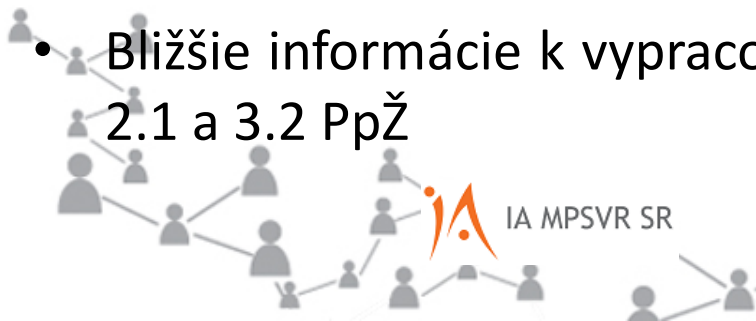 • Bližšie informácie k
2.1 a 3.2 PpŽ
IA MPSVR SR